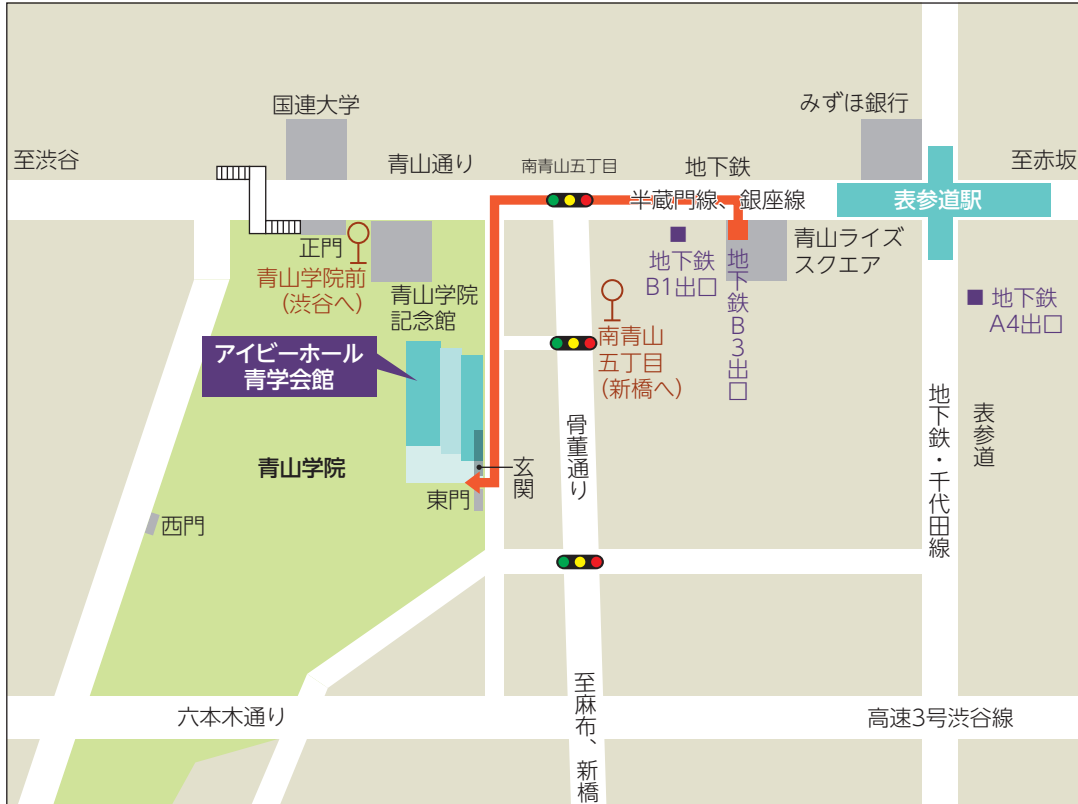 国連大学
みずほ銀行
至渋谷
青山通り
南青山五丁目
地下鉄
至赤坂
半蔵門線、銀座線
表参道駅
正門
青山学院前
(渋谷へ)
青山学院
記念館
地下鉄
B1出口
地下鉄B3出口
青山ライズ
スクエア
地下鉄
A4出口
南青山
五丁目
(新橋へ)
アイビーホール
青学会館
青山学院
玄関
東門
西門
骨董通り
地下鉄・千代田線
表参道
六本木通り
至麻布、新橋
高速3号渋谷線